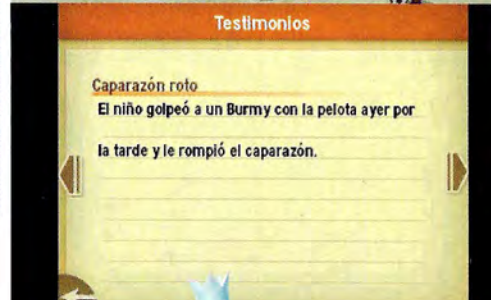 Testimonios
Caparazón roto
El niño golpeó a un Burmy con la pelota ayer por
la tarde y le rompió el caparazón.